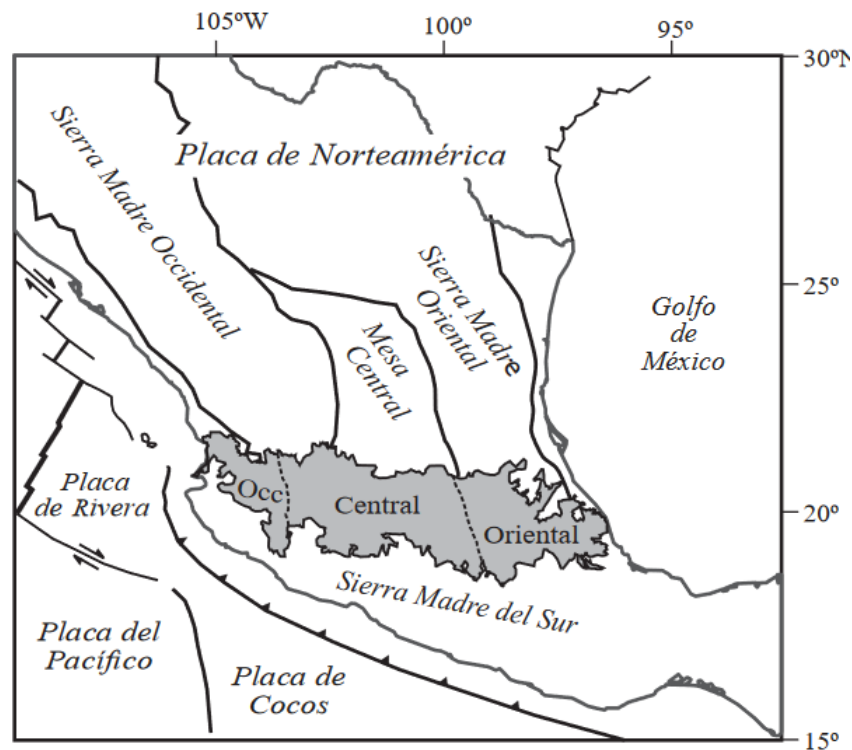 105ºW
100º
95º
30ºN
Sierra Madre Occidental
Placa de Norteamérica
Sierra Madre
Oriental
25º
Golfo
de
México
Mesa
Central
Placa
de Rivera
Occ
Central
Oriental
20º
Sierra Madre del Sur
Placa del
Pacífico
Placa de
Cocos
15º